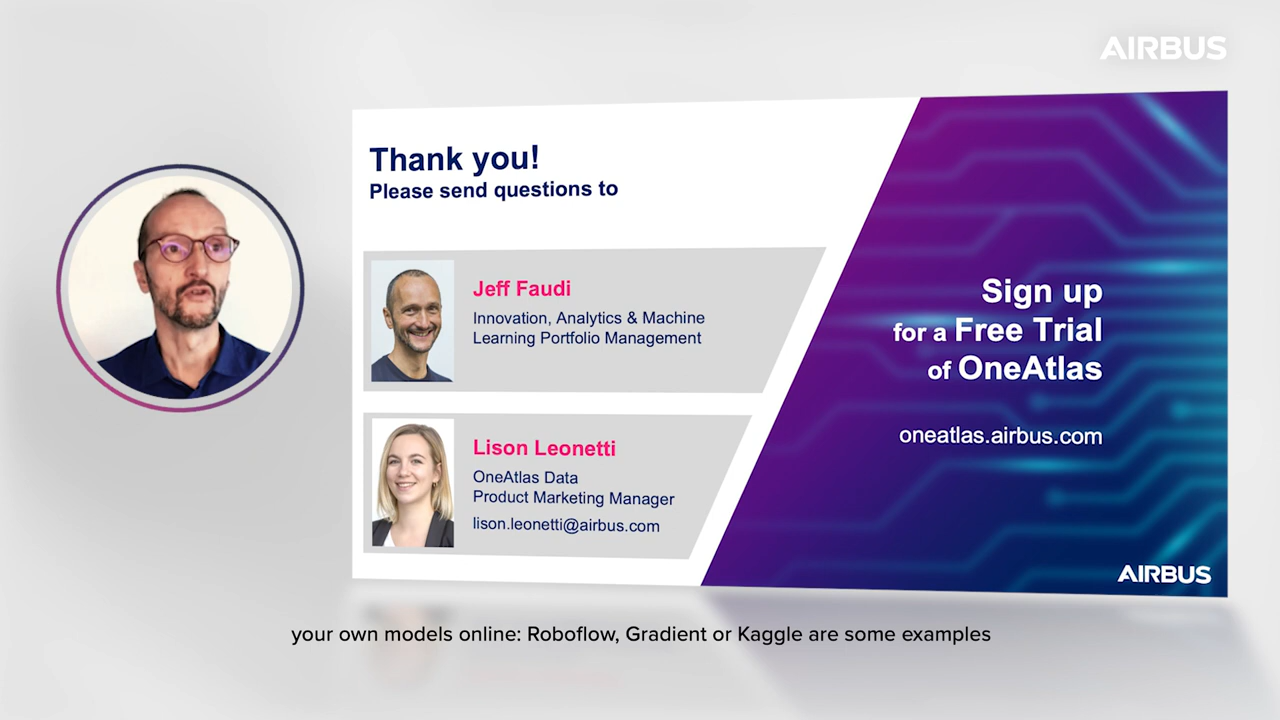 AIRBUS
Thank you!
Please send questions to
Jeff Faudi
Innovation, Analytics & Machine
Learning Portfolio Management
Lison Leonetti
OneAtlas Data
Product Marketing Manager
lison.leonetti@airbus.com
Sign up
for a Free Trial
of OneAtlas
oneatlas.airbus.com
AIRBUS
your own models online: Roboflow, Gradient or Kaggle are some examples